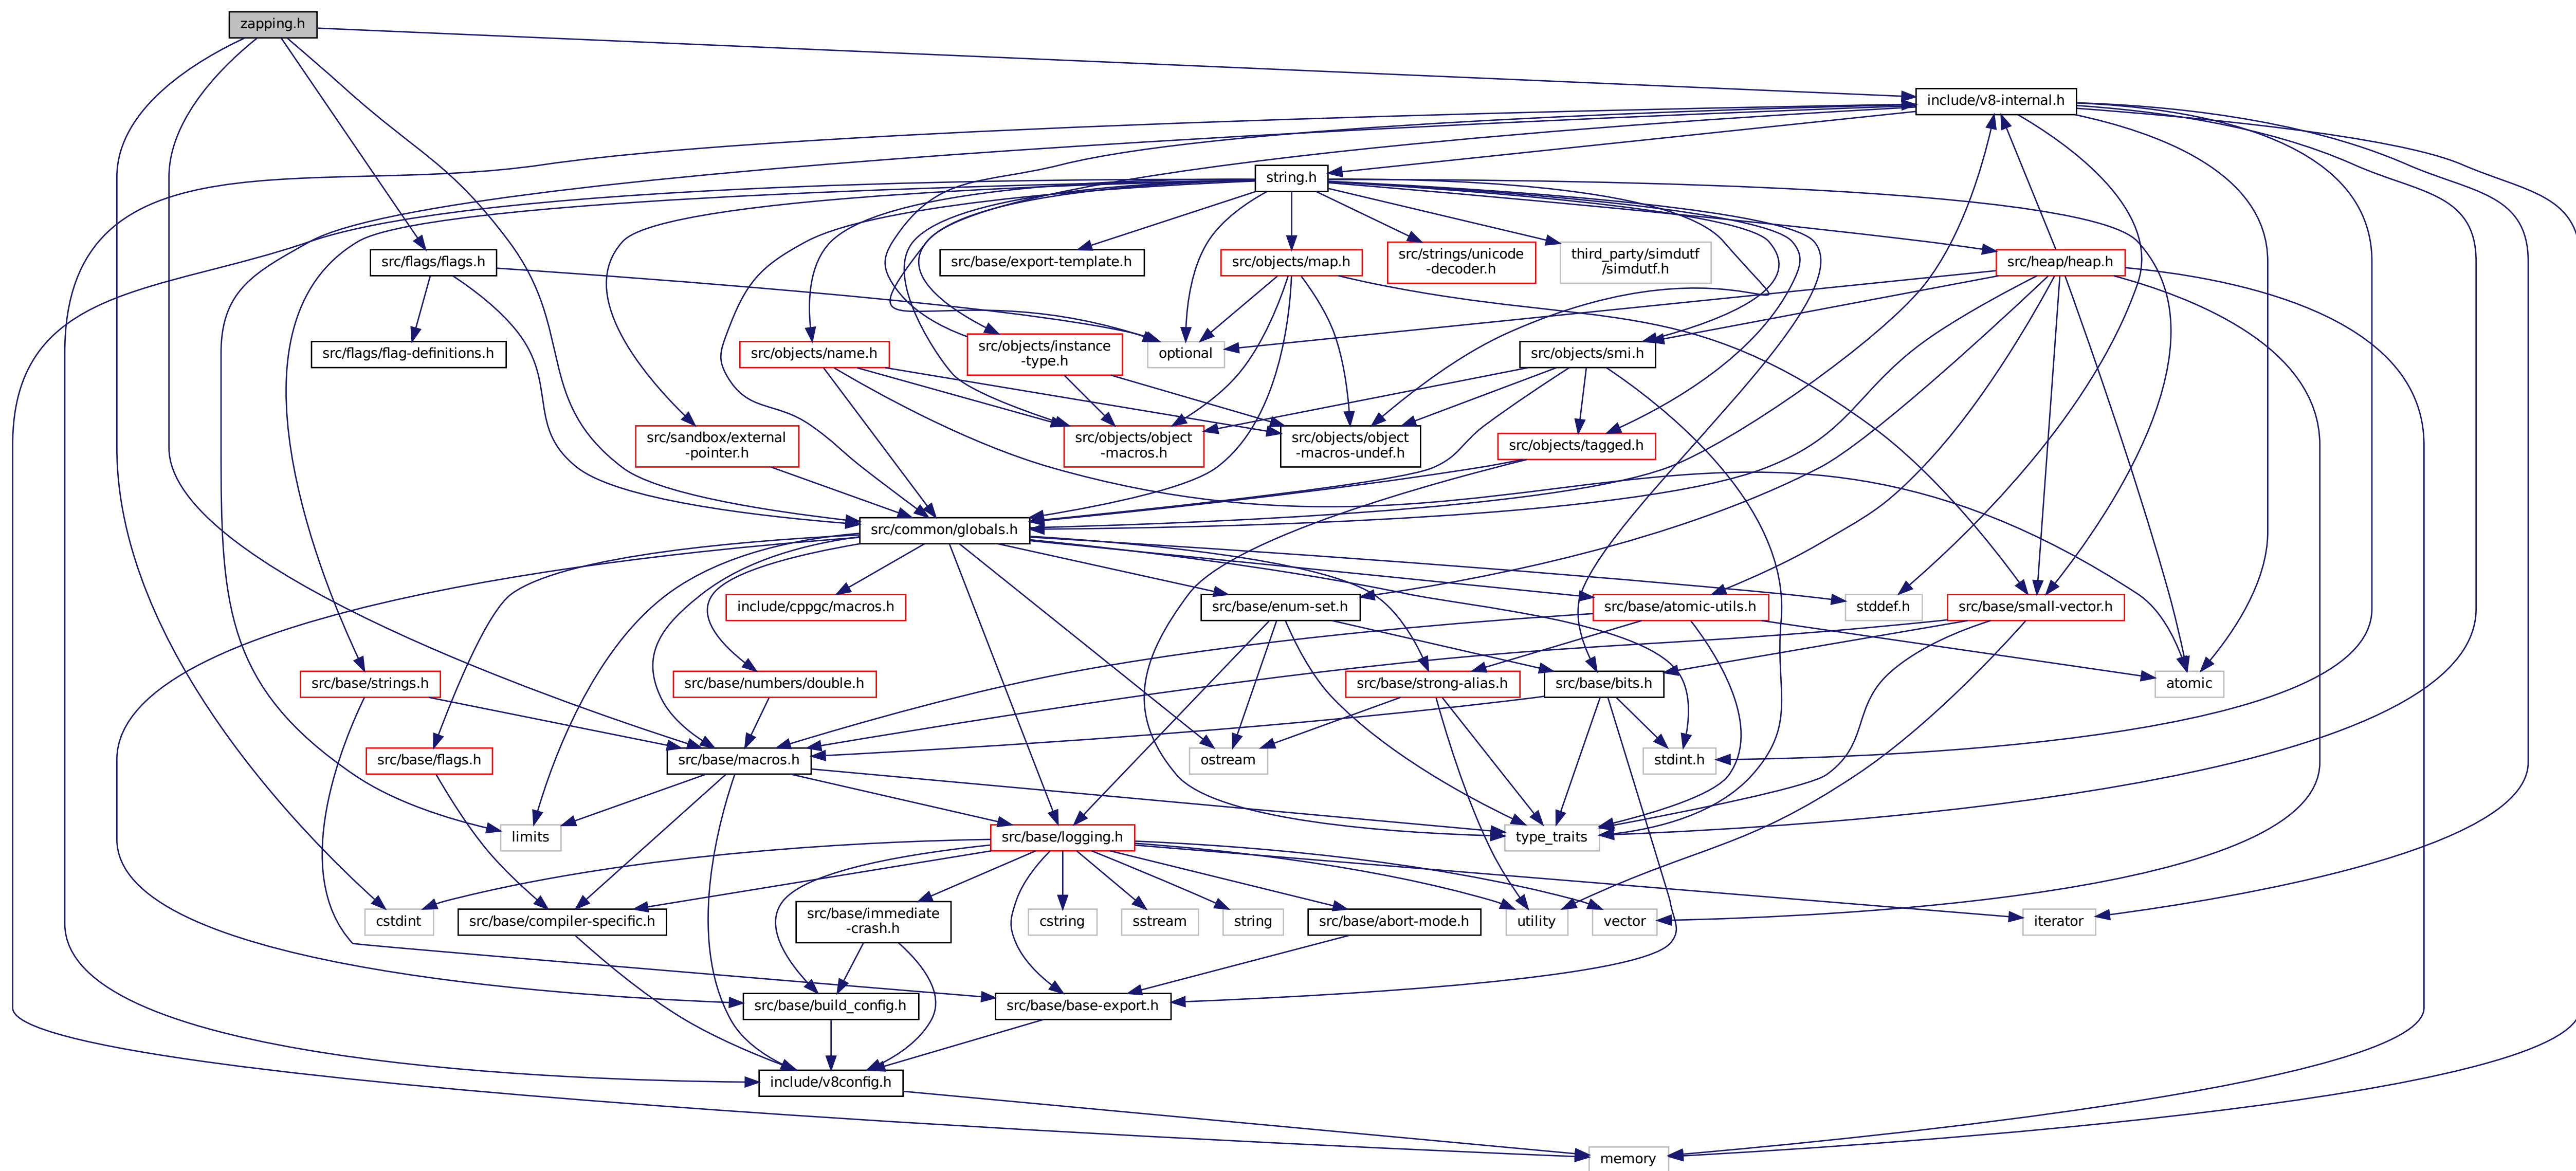 zapping.h
include/v8-internal.h
string.h
src/flags/flags.h
src/base/export-template.h
src/objects/map.h
src/strings/unicode
-decoder.h
third_party/simdutf
/simdutf.h
src/heap/heap.h
src/flags/flag-definitions.h
src/objects/name.h
src/objects/instance
-type.h
optional
src/objects/smi.h
src/sandbox/external
-pointer.h
src/objects/object
-macros.h
src/objects/object
-macros-undef.h
src/objects/tagged.h
src/common/globals.h
include/cppgc/macros.h
src/base/enum-set.h
src/base/atomic-utils.h
stddef.h
src/base/small-vector.h
src/base/strings.h
src/base/numbers/double.h
src/base/strong-alias.h
src/base/bits.h
atomic
src/base/flags.h
src/base/macros.h
ostream
stdint.h
limits
src/base/logging.h
type_traits
cstdint
src/base/compiler-specific.h
src/base/immediate
-crash.h
cstring
sstream
string
src/base/abort-mode.h
utility
vector
iterator
src/base/build_config.h
src/base/base-export.h
include/v8config.h
memory